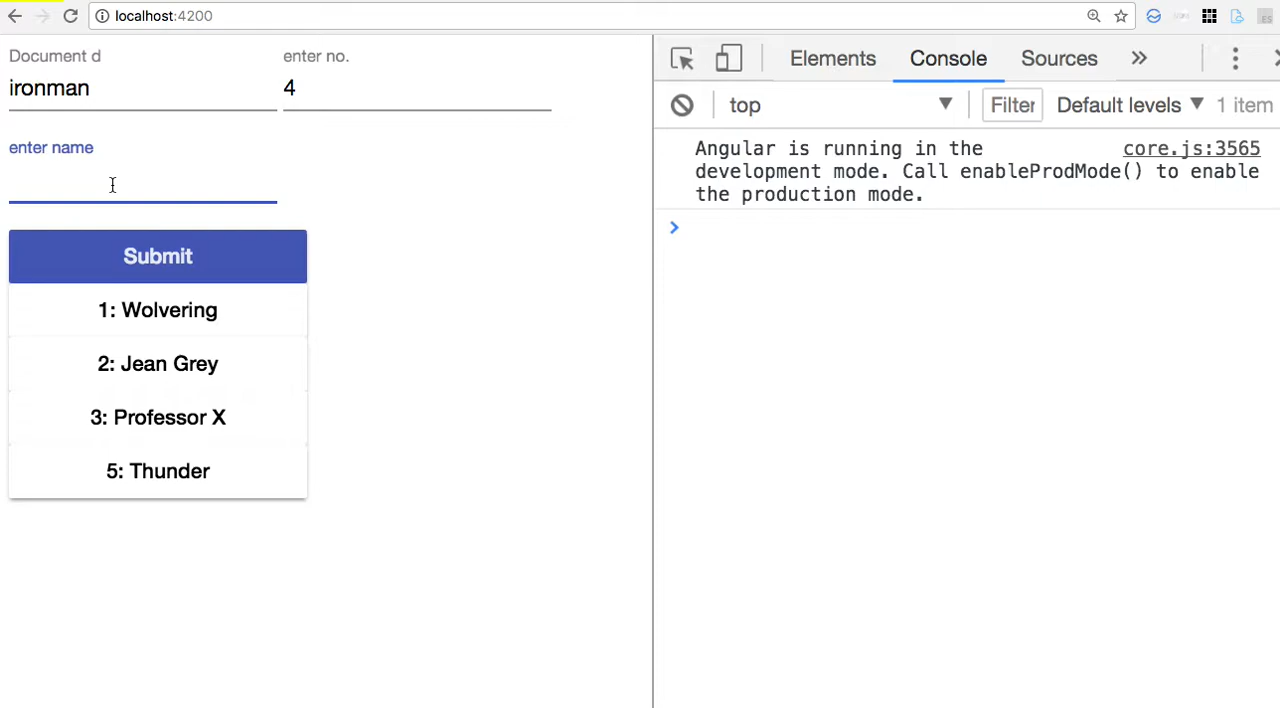 localhost:4200
Document d
enter no.
ironman
4
enter name
Submit
1: Wolvering
2: Jean Grey
3: Professor X
5: Thunder
Elements Console Sources
top Filter Default levels 1 item
Angular is running in the core.js:3565
development mode. Call enableProdMode() to enable
the production mode.